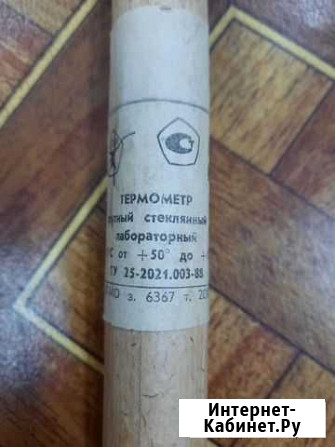 ТЕРМОМЕТР
стеклянный
лабораторный
°С от +50° до +
ТУ 25-2021.003-88
з. 6367 т.
Интернет-
Кабинет.Ру